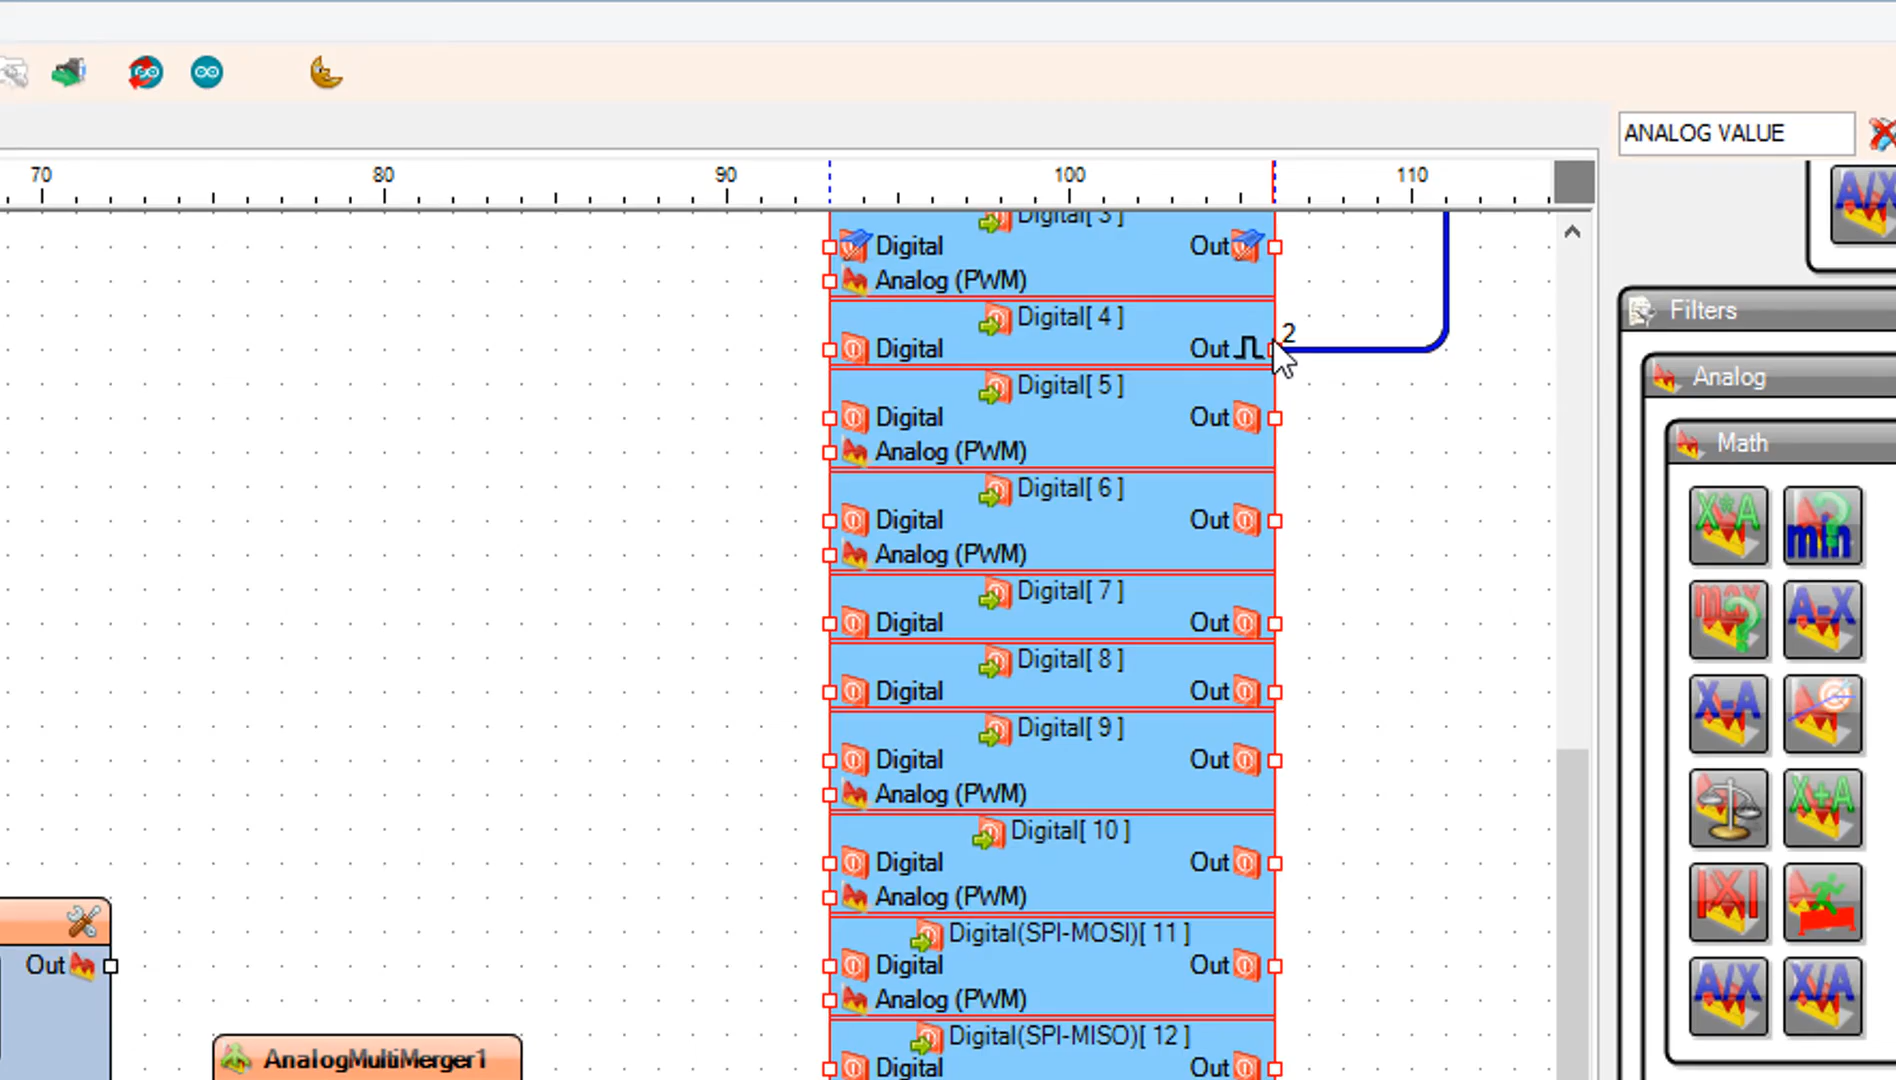 ANALOG VALUE
70 80 90 100 110
Digital[ 3 ]
Digital Out
Analog (PWM)
Digital[ 4 ]
Digital Out 2
Digital[ 5 ]
Digital Out
Analog (PWM)
Digital[ 6 ]
Digital Out
Analog (PWM)
Digital[ 7 ]
Digital Out
Digital[ 8 ]
Digital Out
Digital[ 9 ]
Digital Out
Analog (PWM)
Digital[ 10 ]
Digital Out
Analog (PWM)
Digital(SPI-MOSI)[ 11 ]
Digital Out
Analog (PWM)
Digital(SPI-MISO)[ 12 ]
Digital Out
Out
AnalogMultiMerger1
A/X
Filters
Analog
Math
X*A min
max A-X
X-A
X+A
|X|
A/X X/A